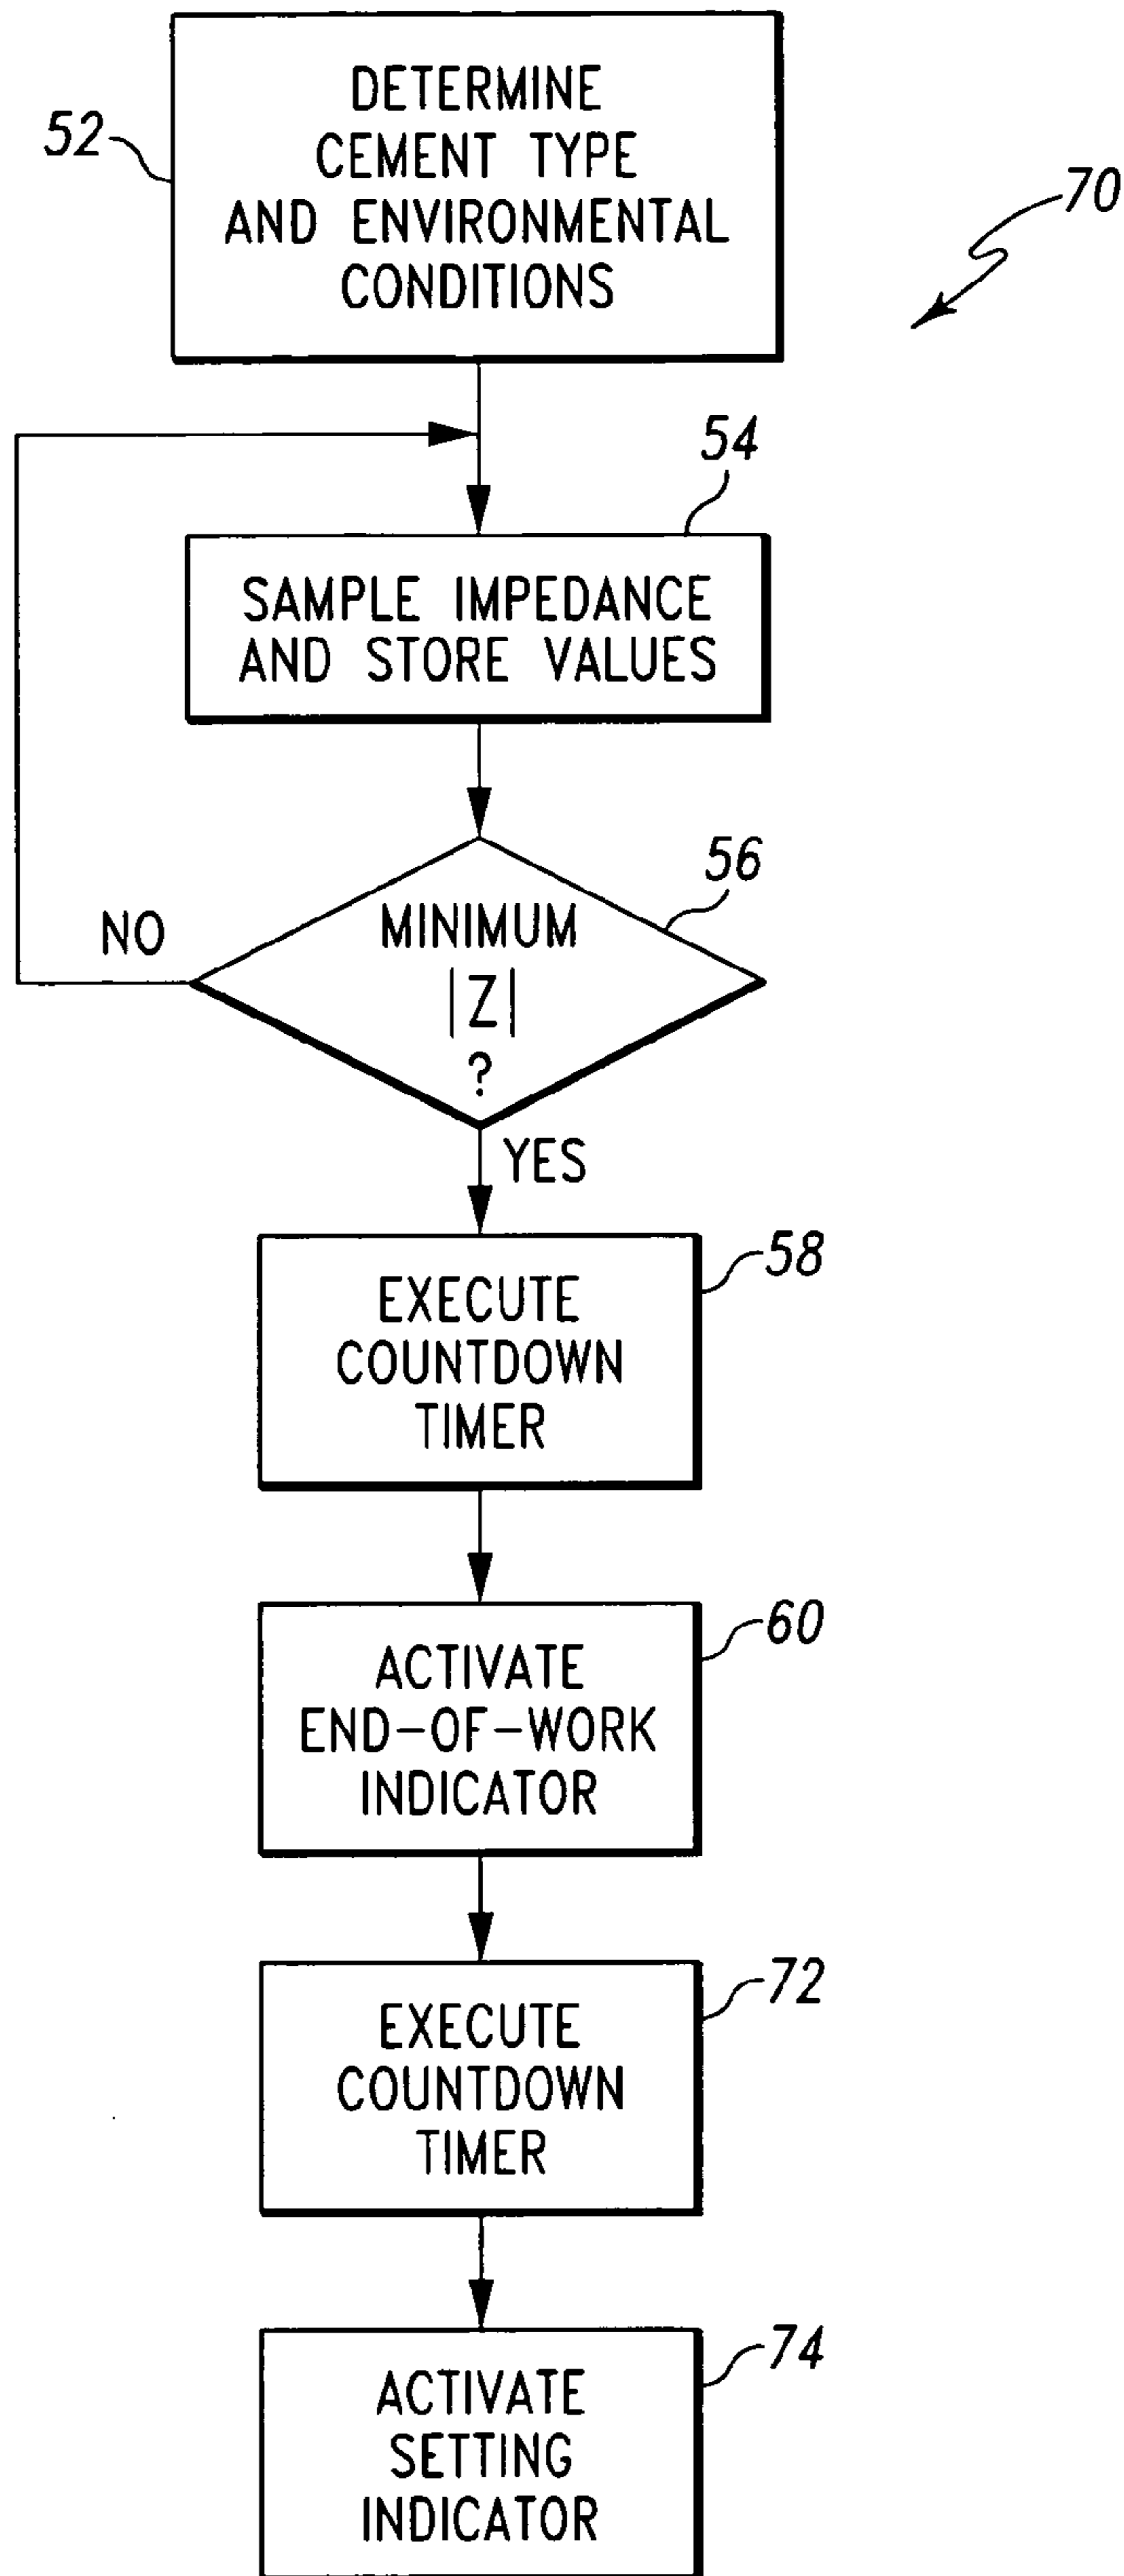 DETERMINE
CEMENT TYPE
AND ENVIRONMENTAL
CONDITIONS
52
70
54
SAMPLE IMPEDANCE
AND STORE VALUES
56
NO
MINIMUM
|Z|
?
YES
58
EXECUTE
COUNTDOWN
TIMER
60
ACTIVATE
END-OF-WORK
INDICATOR
72
EXECUTE
COUNTDOWN
TIMER
74
ACTIVATE
SETTING
INDICATOR